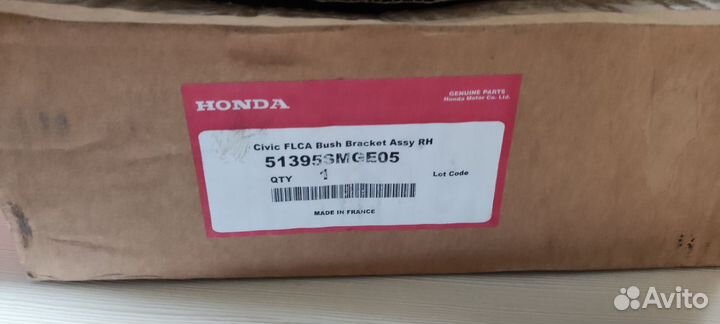 HONDA
GENUINE PARTS
Honda Motor Co. Ltd.
Civic FLCA Bush Bracket Assy RH
51395SMGE05
QTY 1 Lot Code
MADE IN FRANCE
Avito